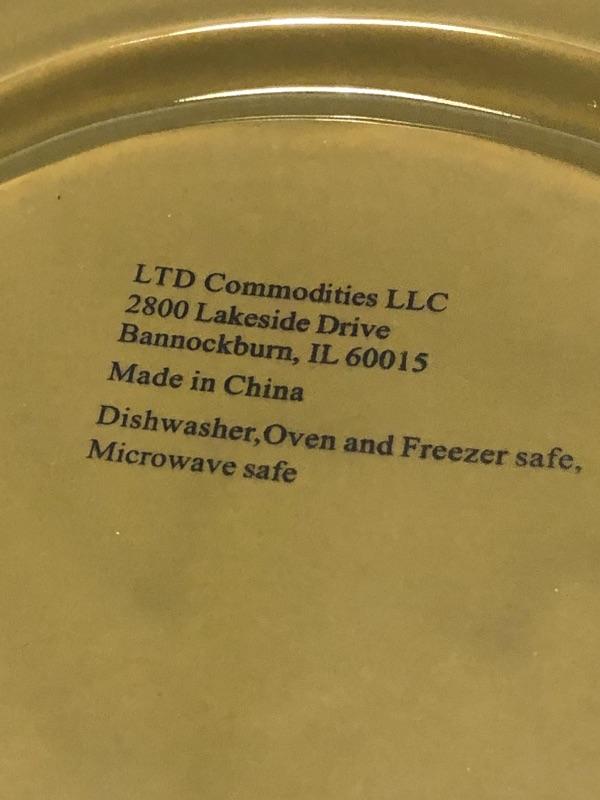 LTD Commodities LLC
2800 Lakeside Drive
Bannockburn, IL 60015
Made in China
Dishwasher,Oven and Freezer safe,
Microwave safe